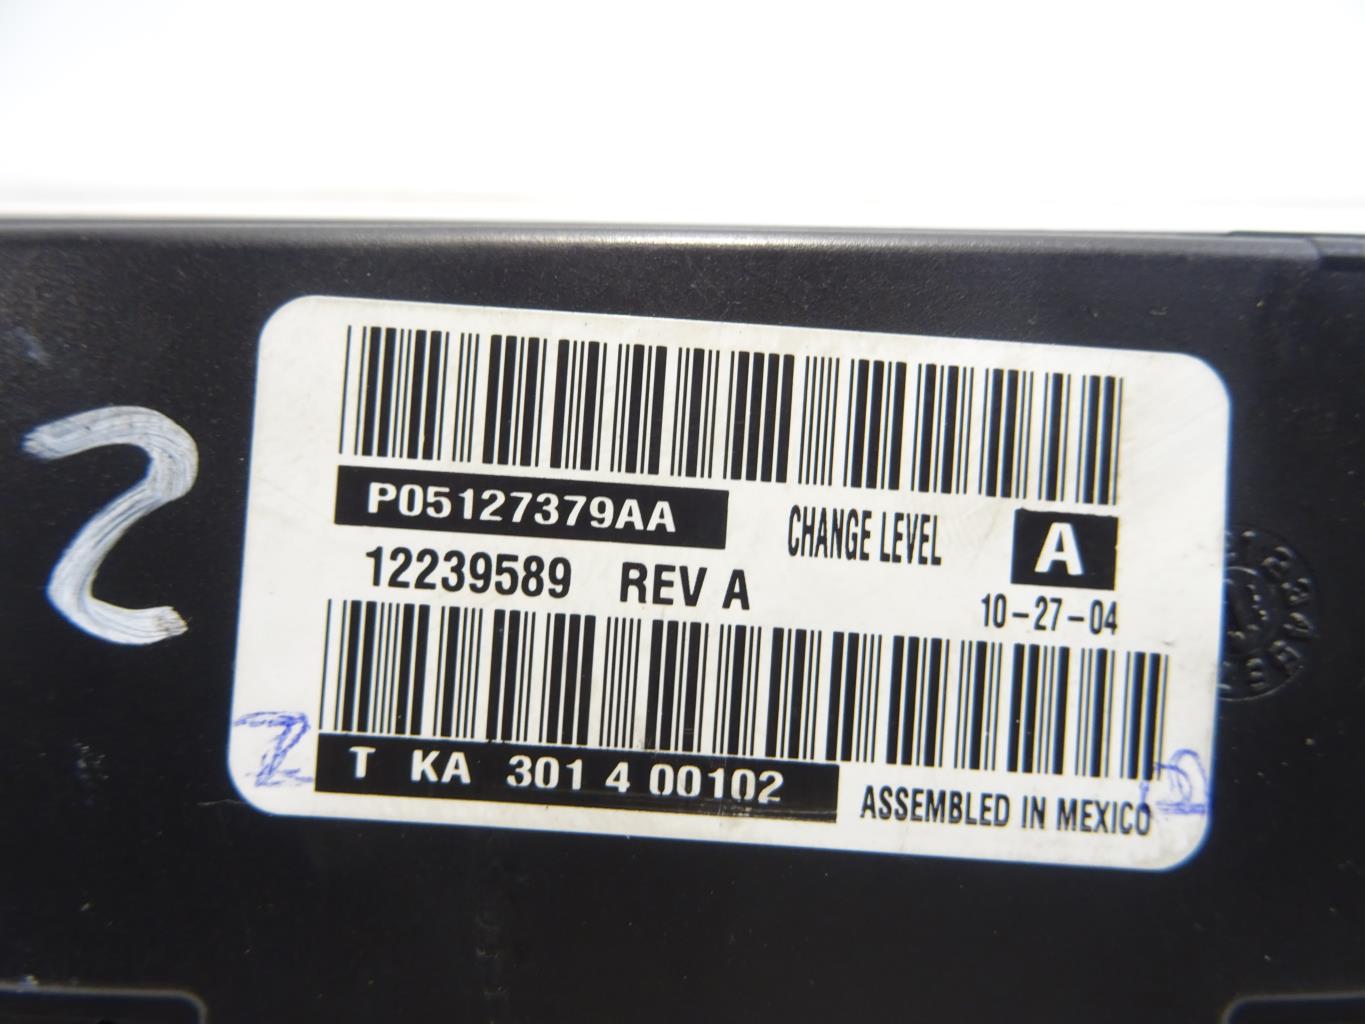 P05127379AA
CHANGE LEVEL A
12239589 REV A
10-27-04
2
Z
T KA 301 4 00102
ASSEMBLED IN MEXICO